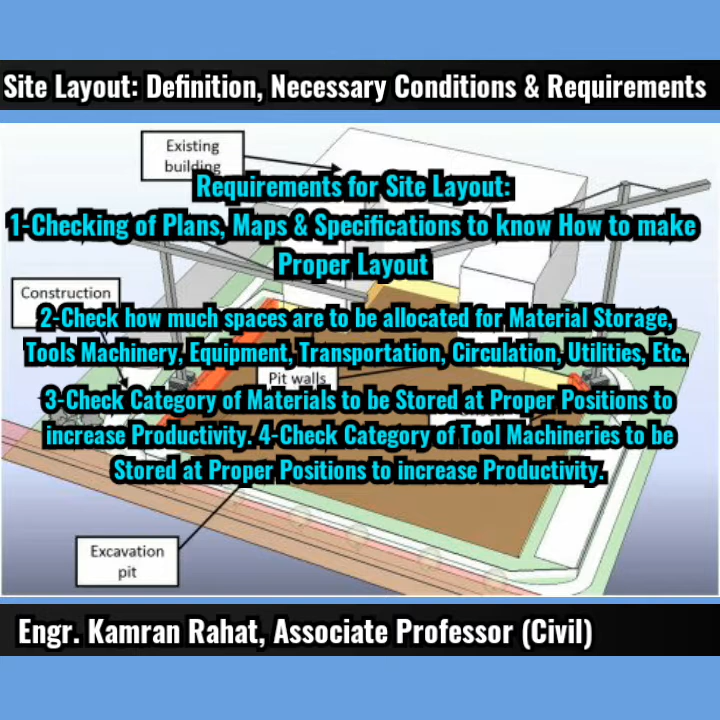 Site Layout: Definition, Necessary Conditions & Requirements
Existing
building
Requirements for Site Layout:
1-Checking of Plans, Maps & Specifications to know How to make
Proper Layout
Construction
2-Check how much spaces are to be allocated for Material Storage,
Tools Machinery, Equipment, Transportation, Circulation, Utilities, Etc.
Pit walls
3-Check Category of Materials to be Stored at Proper Positions to
increase Productivity. 4-Check Category of Tool Machineries to be
Stored at Proper Positions to increase Productivity.
Excavation
pit
Engr. Kamran Rahat, Associate Professor (Civil)